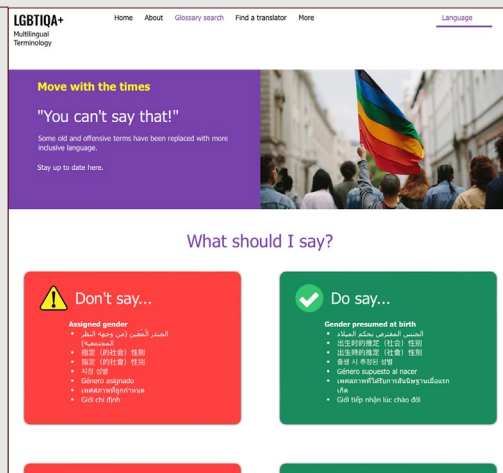 LGBTIQA+
Multilingual
Terminology
Home About Glossary search Find a translator More
Language
Move with the times
"You can't say that!"
Some old and offensive terms have been replaced with more
inclusive language.
Stay up to date here.
What should I say?
Don't say...
Assigned gender
الجندر المُعين (من وجهة النظر
المجتمعية)
指定（的社会）性别
指定（的社會）性別
지정 성별
Género asignado
เพศสภาพที่ถูกกำหนด
Giới chỉ định
Do say...
Gender presumed at birth
الجنس المفترض بحكم الميلاد
出生时的推定（社会）性别
出生時的推定（社會）性別
출생 시 추정된 성별
Género supuesto al nacer
เพศสภาพที่ได้รับการสันนิษฐานเมื่อแรก
เกิด
Giới tiếp nhận lúc chào đời